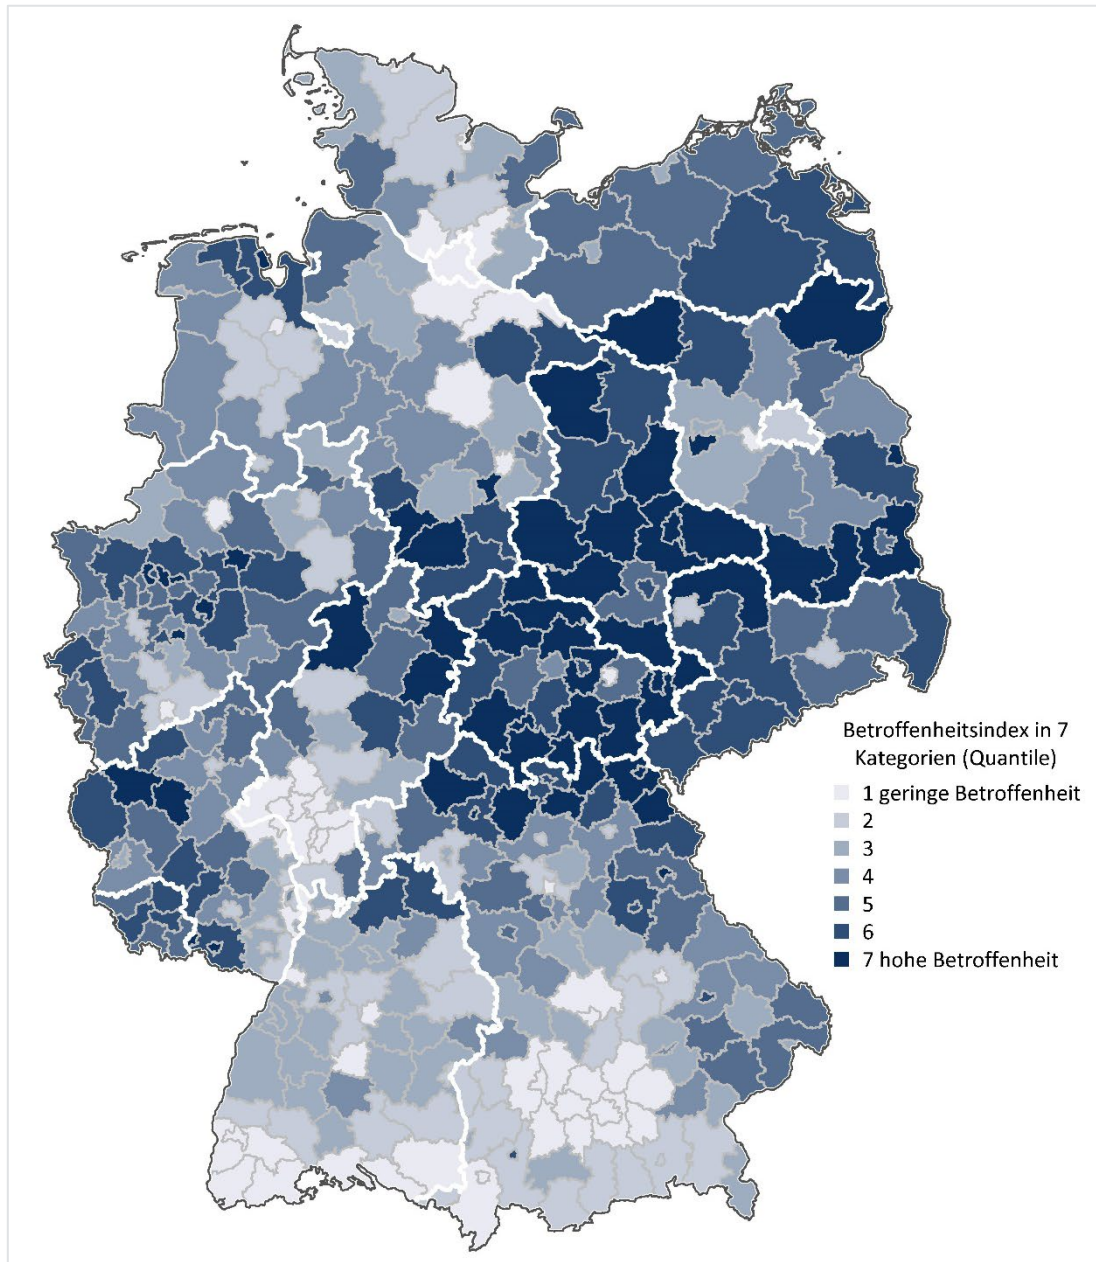 Betroffenheitsindex in 7
Kategorien (Quantile)
1 geringe Betroffenheit
2
3
4
5
6
7 hohe Betroffenheit